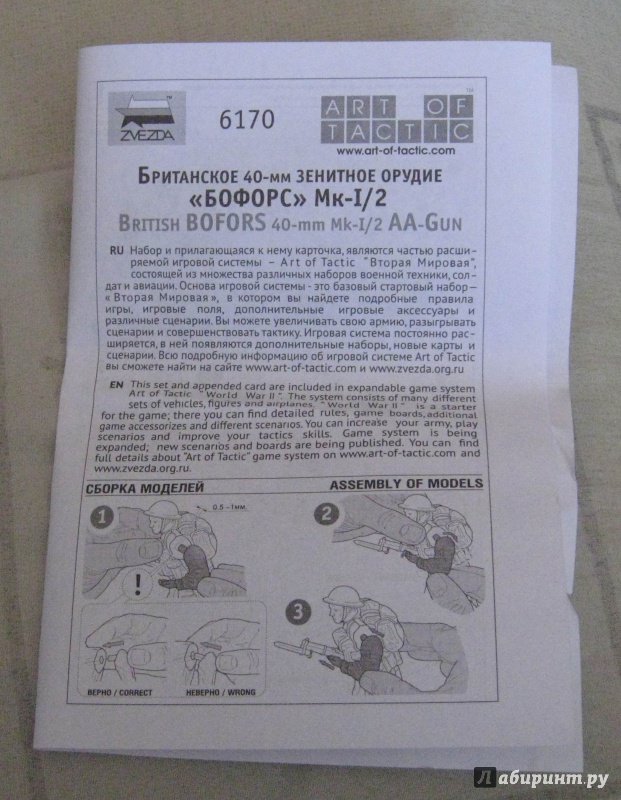 ZVEZDA
6170
ART OF
TACTIC
www.art-of-tactic.com
БРИТАНСКОЕ 40-ММ ЗЕНИТНОЕ ОРУДИЕ
«БОФОРС» МК-I/2
BRITISH BOFORS 40-mm Mk-I/2 AA-GUN
RU Набор и прилагающаяся к нему карточка, являются частью расши-
ряемой игровой системы – Art of Tactic "Вторая Мировая",
состоящей из множества различных наборов военной техники, сол-
дат и авиации. Основа игровой системы - это базовый стартовый набор—
«Вторая Мировая», в котором вы найдете подробные правила
игры, игровые поля, дополнительные игровые аксессуары и
различные сценарии. Вы можете увеличивать свою армию, разыгрывать
сценарии и совершенствовать тактику. Игровая система постоянно рас-
ширяется, в ней появляются дополнительные наборы, новые карты и
сценарии. Всю подробную информацию об игровой системе Art of Tactic
вы сможете найти на сайте www.art-of-tactic.com и www.zvezda.org.ru
EN This set and appended card are included in expandable game system
Art of Tactic "World War II". The system consists of many different
sets of vehicles, figures and airplanes. "World War II" is a starter
for the game; there you can find detailed rules, game boards, additional
game accessorizes and different scenarios. You can increase your army, play
scenarios and improve your tactics skills. Game system is being
expanded; new scenarios and boards are being published. You can find
full details about "Art of Tactic" game system on www.art-of-tactic.com and
www.zvezda.org.ru.
СБОРКА МОДЕЛЕЙ ASSEMBLY OF MODELS
1
0.5 -1мм.
!
2
3
ВЕРНО / CORRECT
НЕВЕРНО / WRONG
Лабиринт.ру